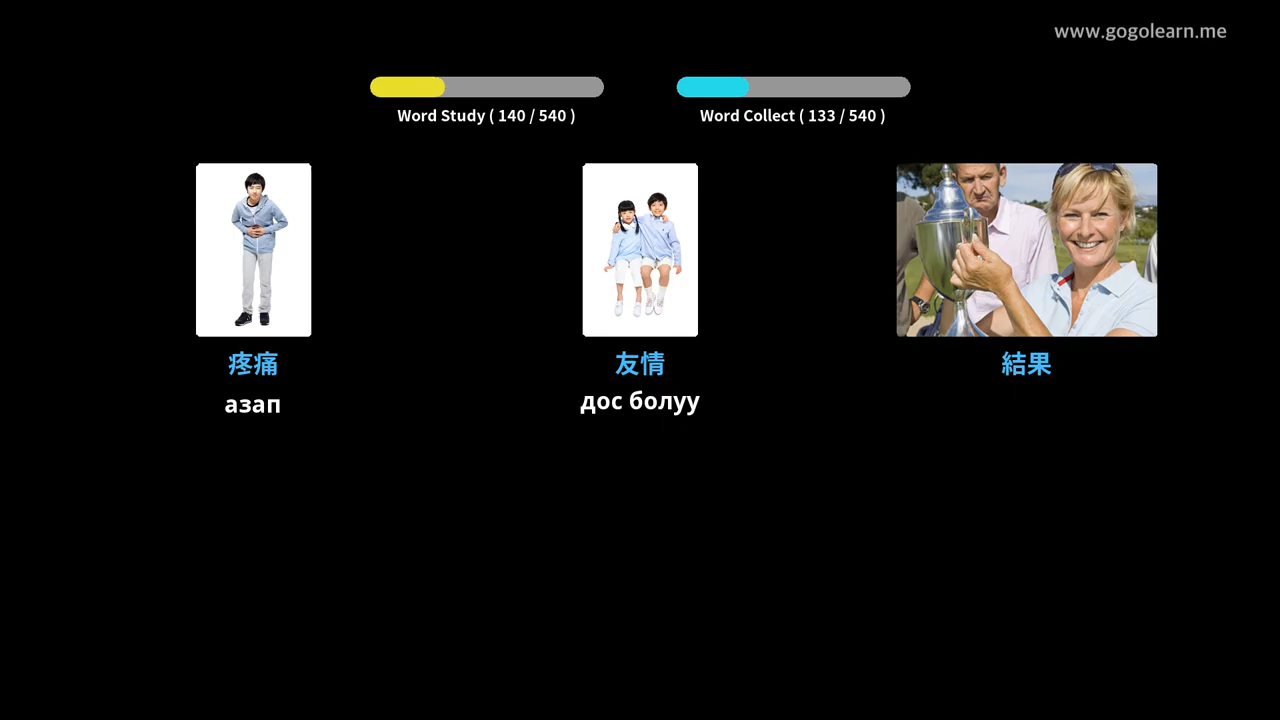 www.gogolearn.me
Word Study ( 140 / 540 )
Word Collect ( 133 / 540 )
疼痛
友情
結果
азап
дос болуу